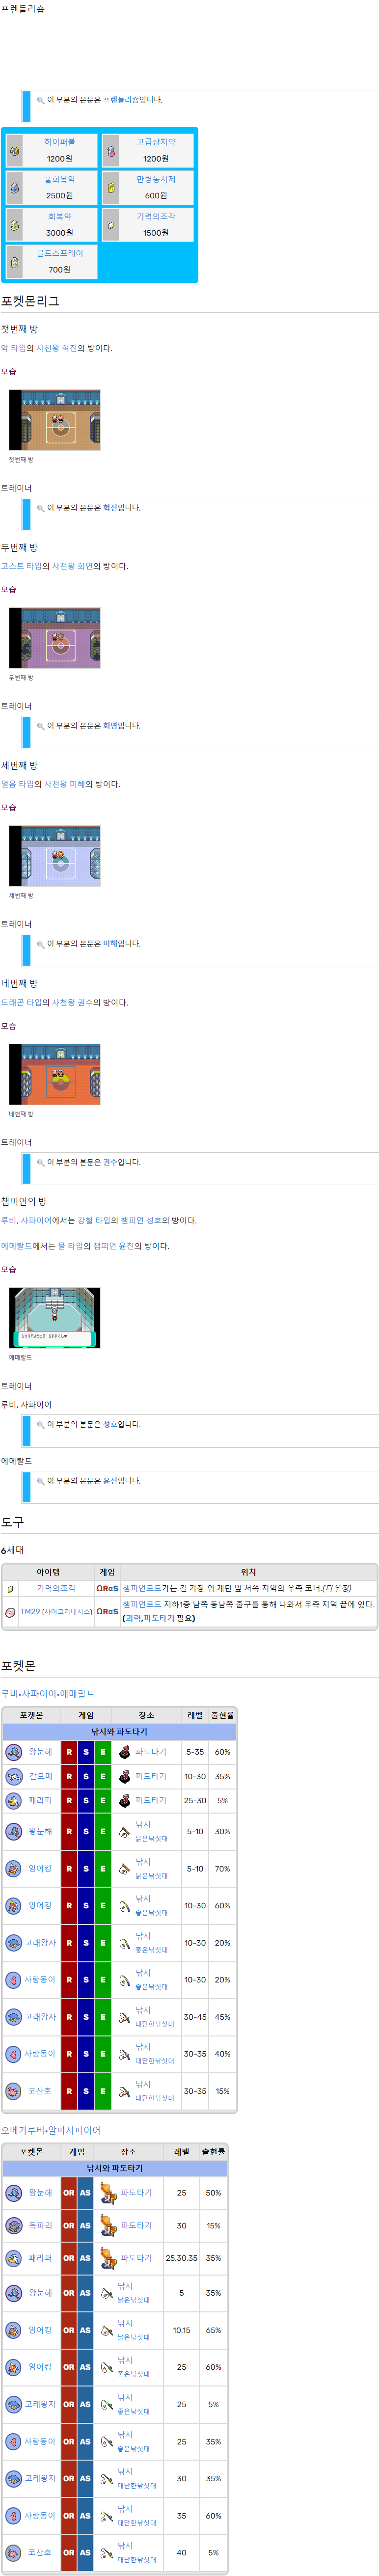 프렌들리숍
이 부분의 본문은 프렌들리숍입니다.
하이퍼볼 고급상처약
1200원 1200원
풀회복약 만병통치제
2500원 600원
회복약 기력의조각
3000원 1500원
골드스프레이
700원
포켓몬리그
첫번째 방
악 타입의 사천왕 혁진의 방이다.
모습
첫번째 방
트레이너
이 부분의 본문은 혁진입니다.
두번째 방
고스트 타입의 사천왕 회연의 방이다.
모습
두번째 방
트레이너
이 부분의 본문은 회연입니다.
세번째 방
얼음 타입의 사천왕 미혜의 방이다.
모습
세번째 방
트레이너
이 부분의 본문은 미혜입니다.
네번째 방
드래곤 타입의 사천왕 권수의 방이다.
모습
네번째 방
트레이너
이 부분의 본문은 권수입니다.
챔피언의 방
루비, 사파이어에서는 강철 타입의 챔피언 성호의 방이다.
에메랄드에서는 물 타입의 챔피언 윤진의 방이다.
모습
에메랄드
트레이너
루비, 사파이어
이 부분의 본문은 성호입니다.
에메랄드
이 부분의 본문은 윤진입니다.
도구
6세대
아이템 게임 위치
기력의조각 ΩRαS 챔피언로드가는 길 가장 위 계단 앞 서쪽 지역의 우측 코너.(다우징)
TM29 (사이코키네시스) ΩRαS 챔피언로드 지하1층 남쪽 동남쪽 출구를 통해 나와서 우측 지역 끝에 있다.
(괴력,파도타기 필요)
포켓몬
루비•사파이어•에메랄드
포켓몬 게임 장소 레벨 출현률
낚시와 파도타기
왕눈해 R S E 파도타기 5-35 60%
갈모매 R S E 파도타기 10-30 35%
패리퍼 R S E 파도타기 25-30 5%
왕눈해 R S E 낚시 낡은낚싯대 5-10 30%
잉어킹 R S E 낚시 낡은낚싯대 5-10 70%
잉어킹 R S E 낚시 좋은낚싯대 10-30 60%
고래왕자 R S E 낚시 좋은낚싯대 10-30 20%
사랑동이 R S E 낚시 좋은낚싯대 10-30 20%
고래왕자 R S E 낚시 대단한낚싯대 30-45 45%
사랑동이 R S E 낚시 대단한낚싯대 30-35 40%
코산호 R S E 낚시 대단한낚싯대 30-35 15%
오메가루비•알파사파이어
포켓몬 게임 장소 레벨 출현률
낚시와 파도타기
왕눈해 OR AS 파도타기 25 50%
독파리 OR AS 파도타기 30 15%
패리퍼 OR AS 파도타기 25,30,35 35%
왕눈해 OR AS 낚시 낡은낚싯대 5 35%
잉어킹 OR AS 낚시 낡은낚싯대 10,15 65%
잉어킹 OR AS 낚시 좋은낚싯대 25 60%
고래왕자 OR AS 낚시 좋은낚싯대 25 5%
사랑동이 OR AS 낚시 좋은낚싯대 25 35%
고래왕자 OR AS 낚시 대단한낚싯대 30 35%
사랑동이 OR AS 낚시 대단한낚싯대 35 60%
코산호 OR AS 낚시 대단한낚싯대 40 5%